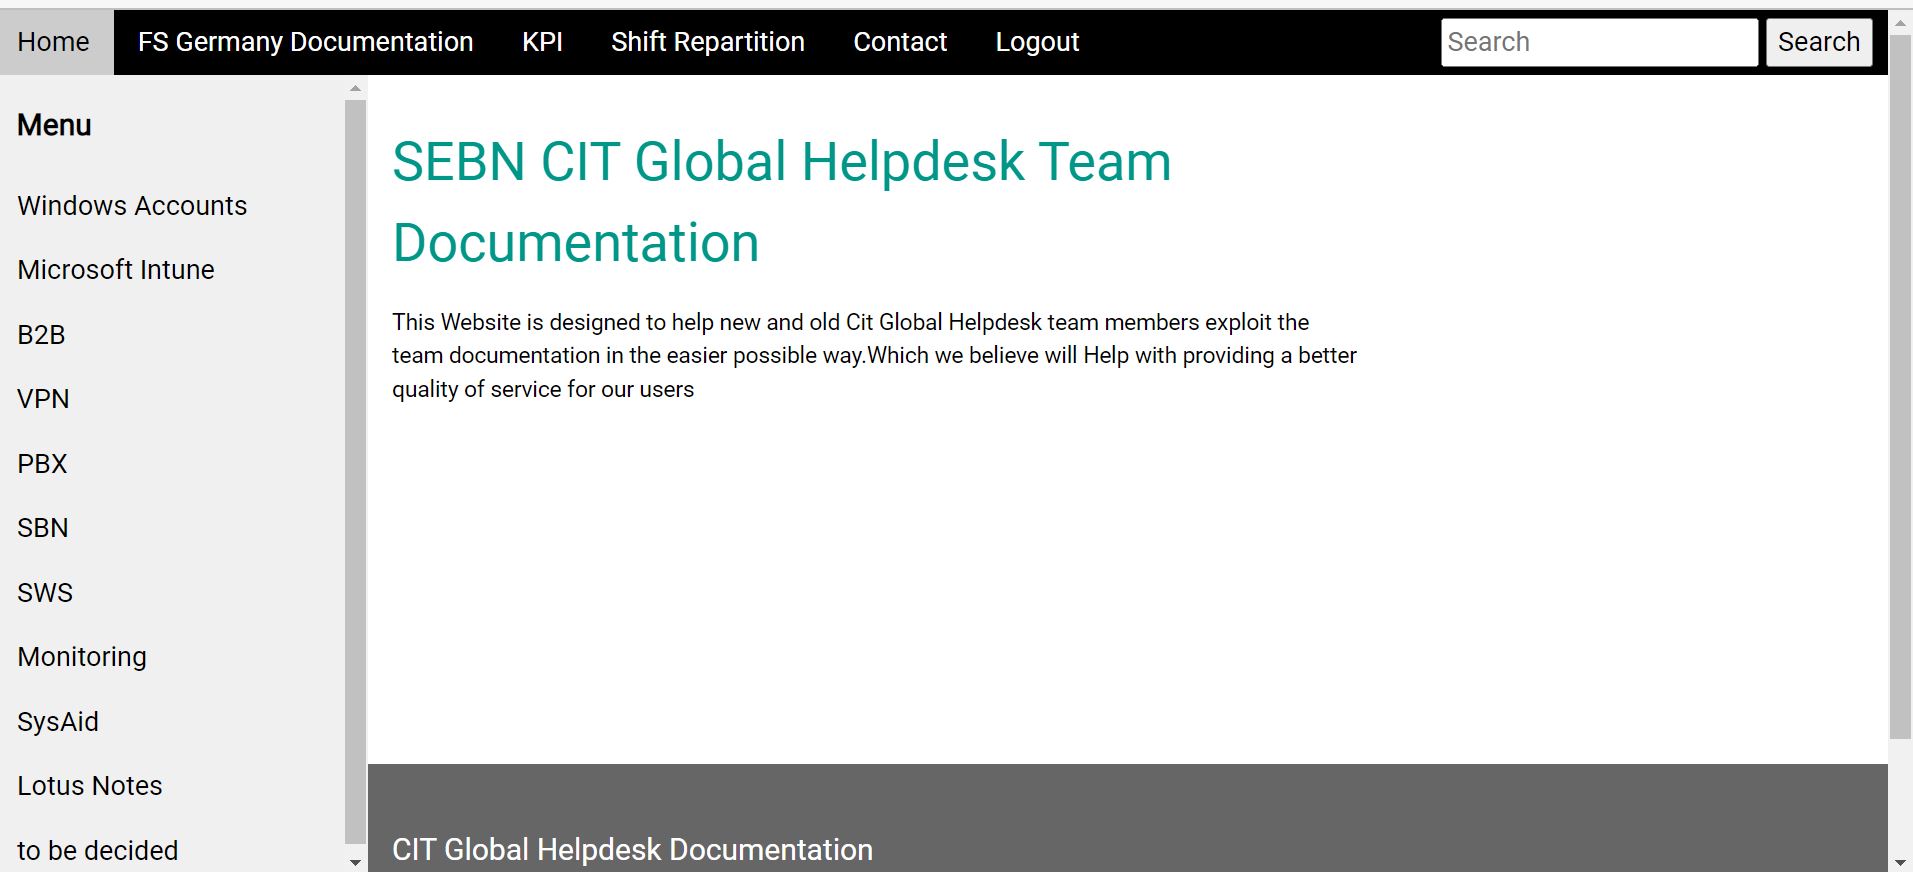 Home FS Germany Documentation KPI Shift Repartition Contact Logout Search Search
Menu
Windows Accounts
Microsoft Intune
B2B
VPN
PBX
SBN
SWS
Monitoring
SysAid
Lotus Notes
to be decided
SEBN CIT Global Helpdesk Team
Documentation
This Website is designed to help new and old Cit Global Helpdesk team members exploit the
team documentation in the easier possible way.Which we believe will Help with providing a better
quality of service for our users
CIT Global Helpdesk Documentation